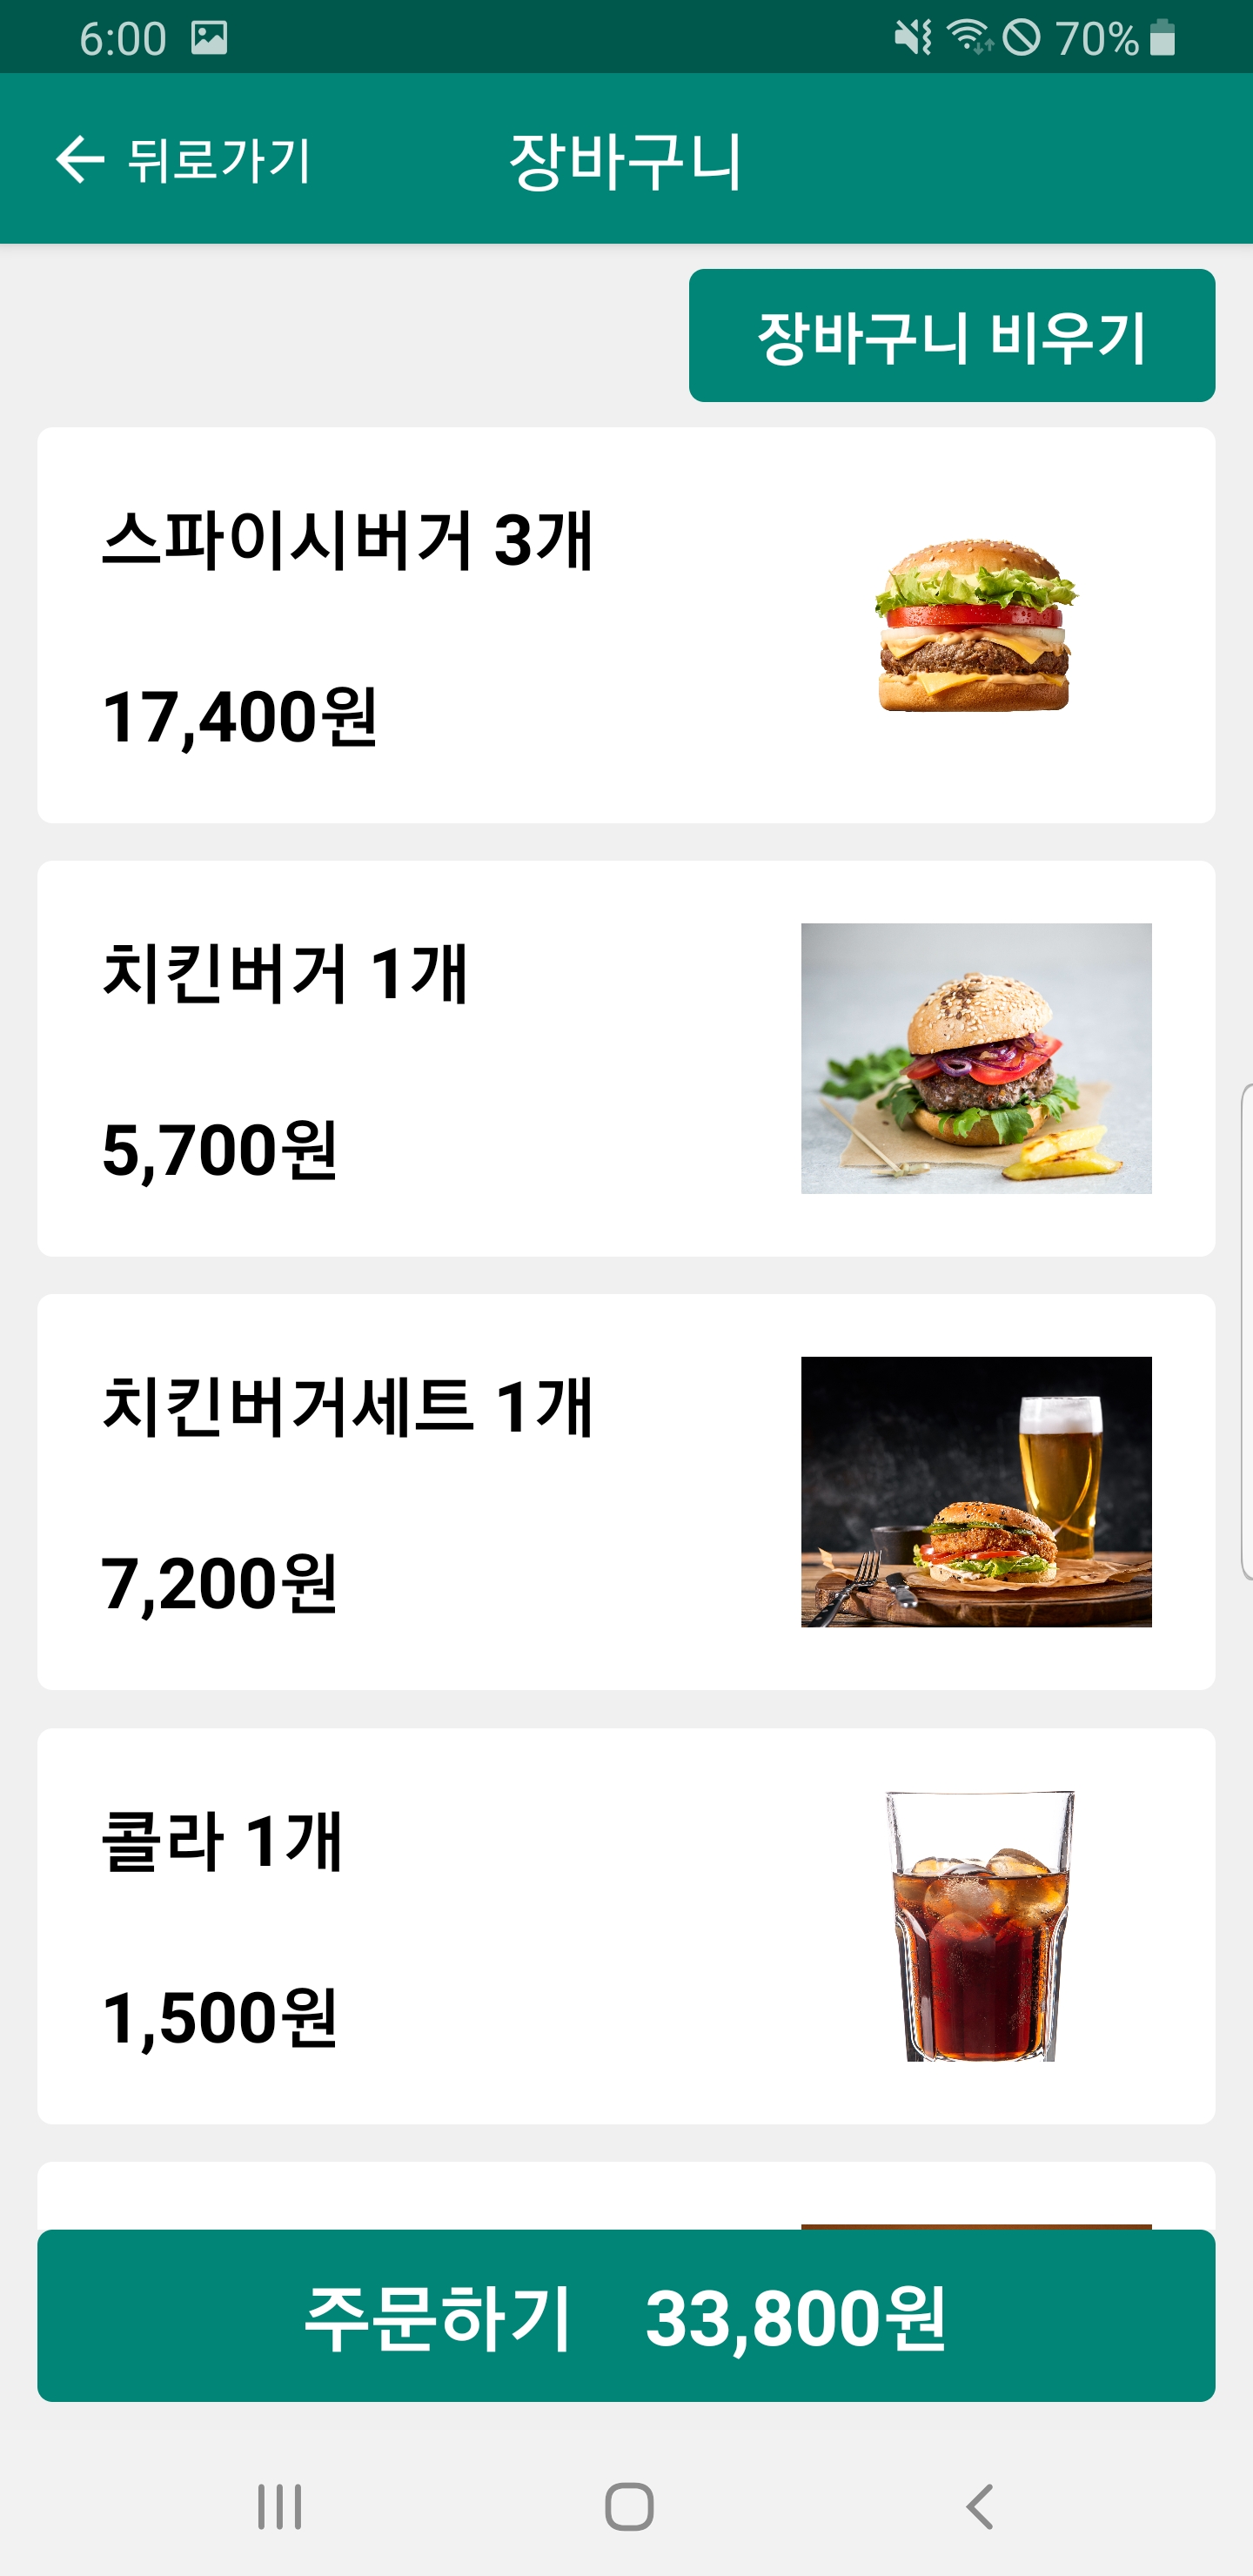 6:00 70%
뒤로가기 장바구니
장바구니 비우기
스파이시버거 3개
17,400원
치킨버거 1개
5,700원
치킨버거세트 1개
7,200원
콜라 1개
1,500원
주문하기 33,800원